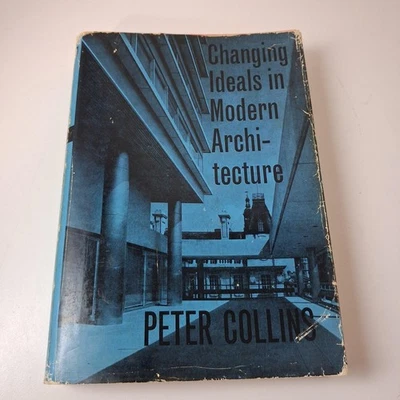 Changing
Ideals in
Modern
Archi-
tecture
PETER COLLINS